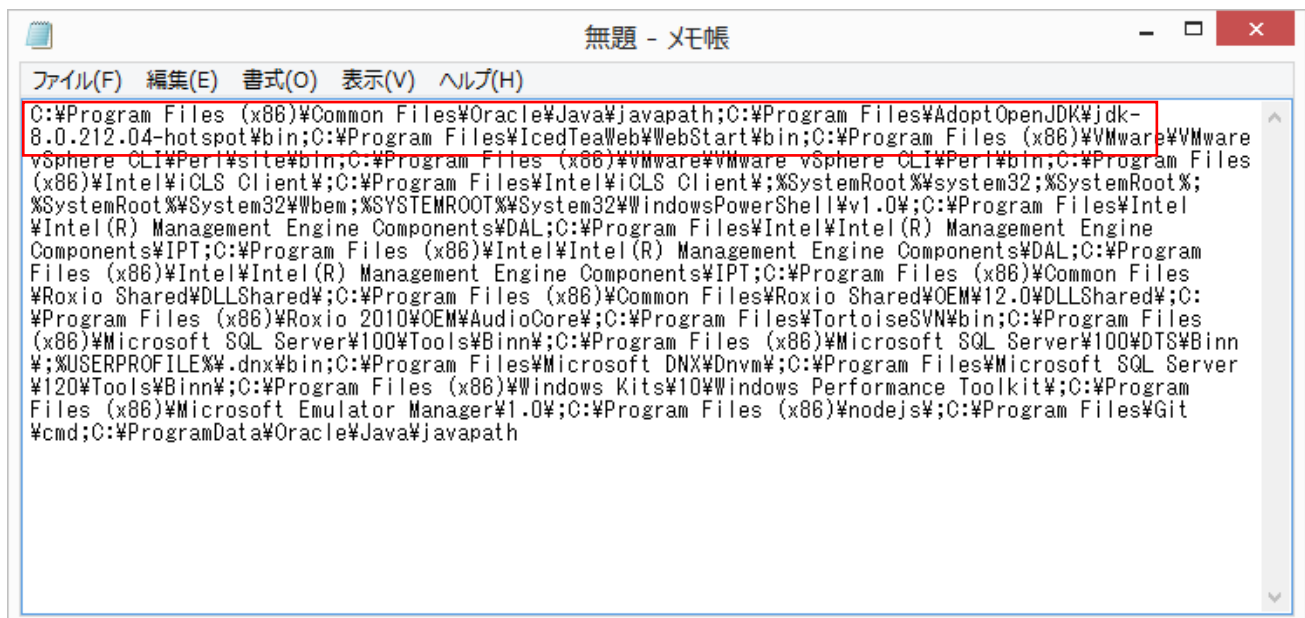 無題 - メモ帳
ファイル(F) 編集(E) 書式(O) 表示(V) ヘルプ(H)
C:¥Program Files (x86)¥Common Files¥Oracle¥Java¥javapath;C:¥Program Files¥AdoptOpenJDK¥jdk-
8.0.212.04-hotspot¥bin;C:¥Program Files¥IcedTeaWeb¥WebStart¥bin;C:¥Program Files (x86)¥VMware¥VMware
vSphere CLI¥Perl¥site¥bin;C:¥Program Files (x86)¥VMware¥VMware vSphere CLI¥Perl¥bin;C:¥Program Files
(x86)¥Intel¥iCLS Client¥;C:¥Program Files¥Intel¥iCLS Client¥;%SystemRoot%¥system32;%SystemRoot%;
%SystemRoot%¥System32¥Wbem;%SYSTEMROOT%¥System32¥WindowsPowerShell¥v1.0¥;C:¥Program Files¥Intel
¥Intel(R) Management Engine Components¥DAL;C:¥Program Files¥Intel¥Intel(R) Management Engine
Components¥IPT;C:¥Program Files (x86)¥Intel¥Intel(R) Management Engine Components¥DAL;C:¥Program
Files (x86)¥Intel¥Intel(R) Management Engine Components¥IPT;C:¥Program Files (x86)¥Common Files
¥Roxio Shared¥DLLShared¥;C:¥Program Files (x86)¥Common Files¥Roxio Shared¥OEM¥12.0¥DLLShared¥;C:
¥Program Files (x86)¥Roxio 2010¥OEM¥AudioCore¥;C:¥Program Files¥TortoiseSVN¥bin;C:¥Program Files
(x86)¥Microsoft SQL Server¥100¥Tools¥Binn¥;C:¥Program Files (x86)¥Microsoft SQL Server¥100¥DTS¥Binn
¥;%USERPROFILE%¥.dnx¥bin;C:¥Program Files¥Microsoft DNX¥Dnvm¥;C:¥Program Files¥Microsoft SQL Server
¥120¥Tools¥Binn¥;C:¥Program Files (x86)¥Windows Kits¥10¥Windows Performance Toolkit¥;C:¥Program
Files (x86)¥Microsoft Emulator Manager¥1.0¥;C:¥Program Files (x86)¥nodejs¥;C:¥Program Files¥Git
¥cmd;C:¥ProgramData¥Oracle¥Java¥javapath